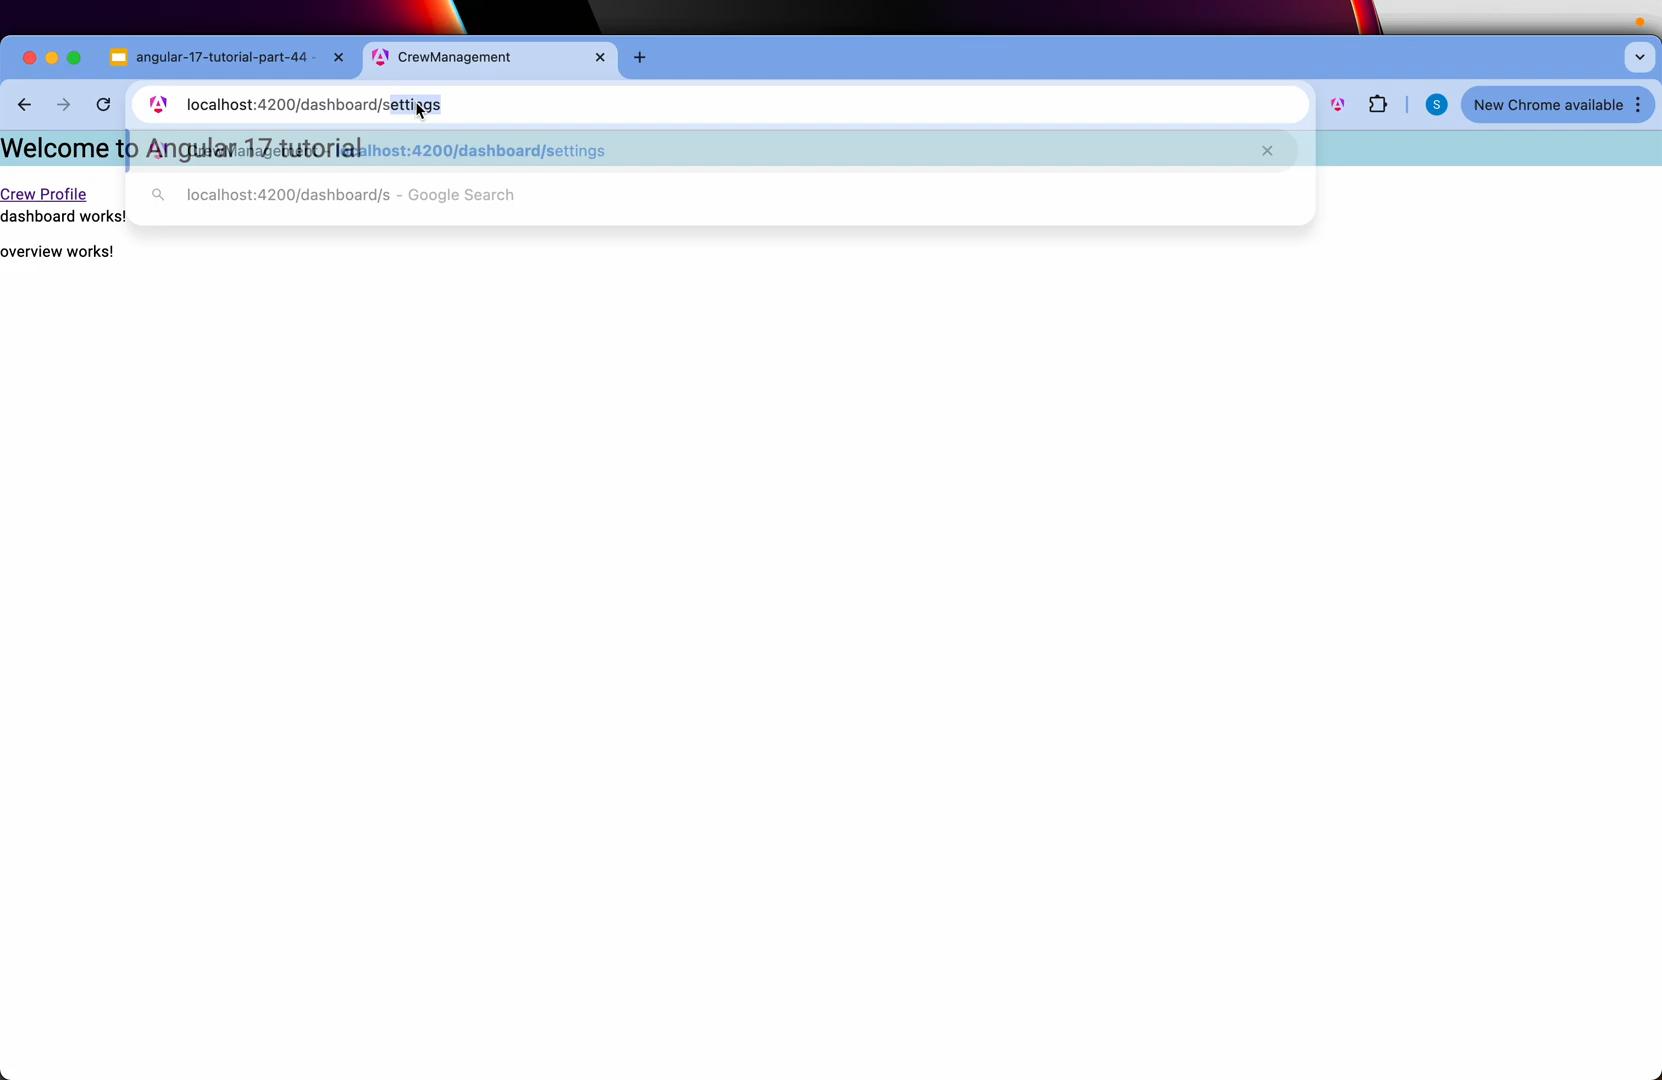 angular-17-tutorial-part-44 -
CrewManagement
localhost:4200/dashboard/settings
S
New Chrome available
Welcome to Angular 17 tutorial
CrewManagement - localhost:4200/dashboard/settings
localhost:4200/dashboard/s - Google Search
Crew Profile
dashboard works!
overview works!